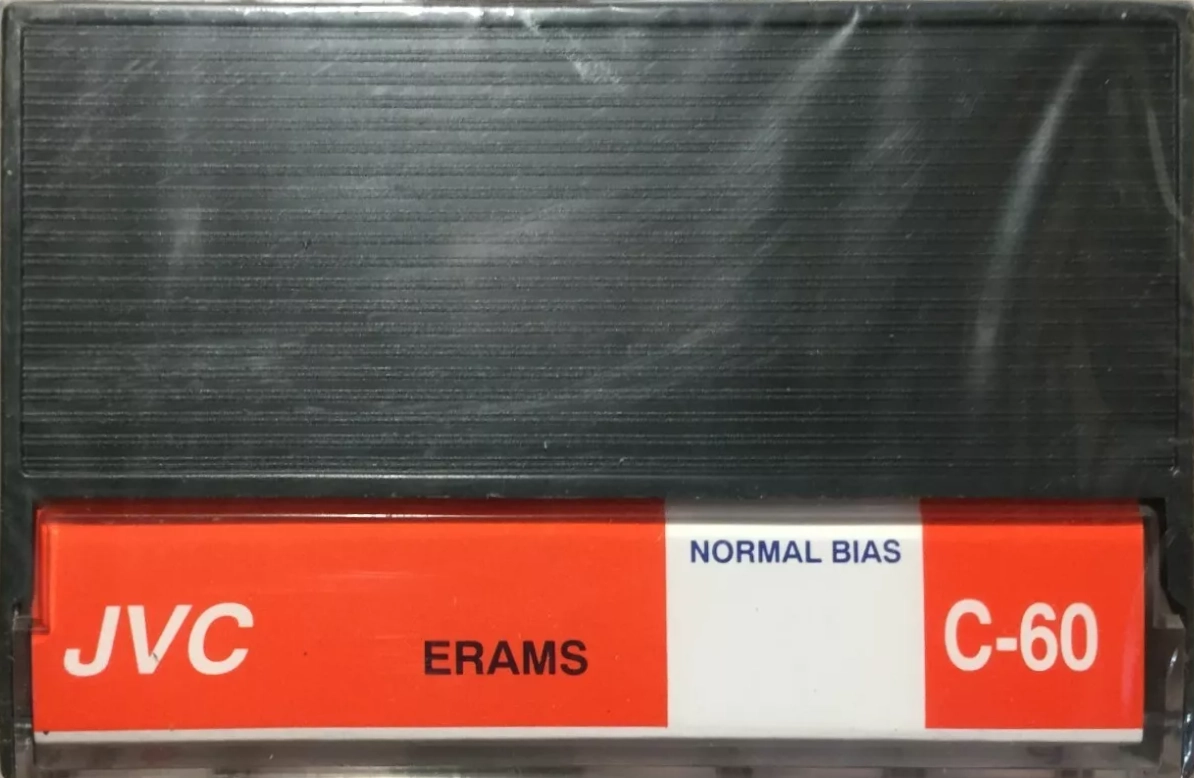 NORMAL BIAS
JVC
ERAMS
C-60